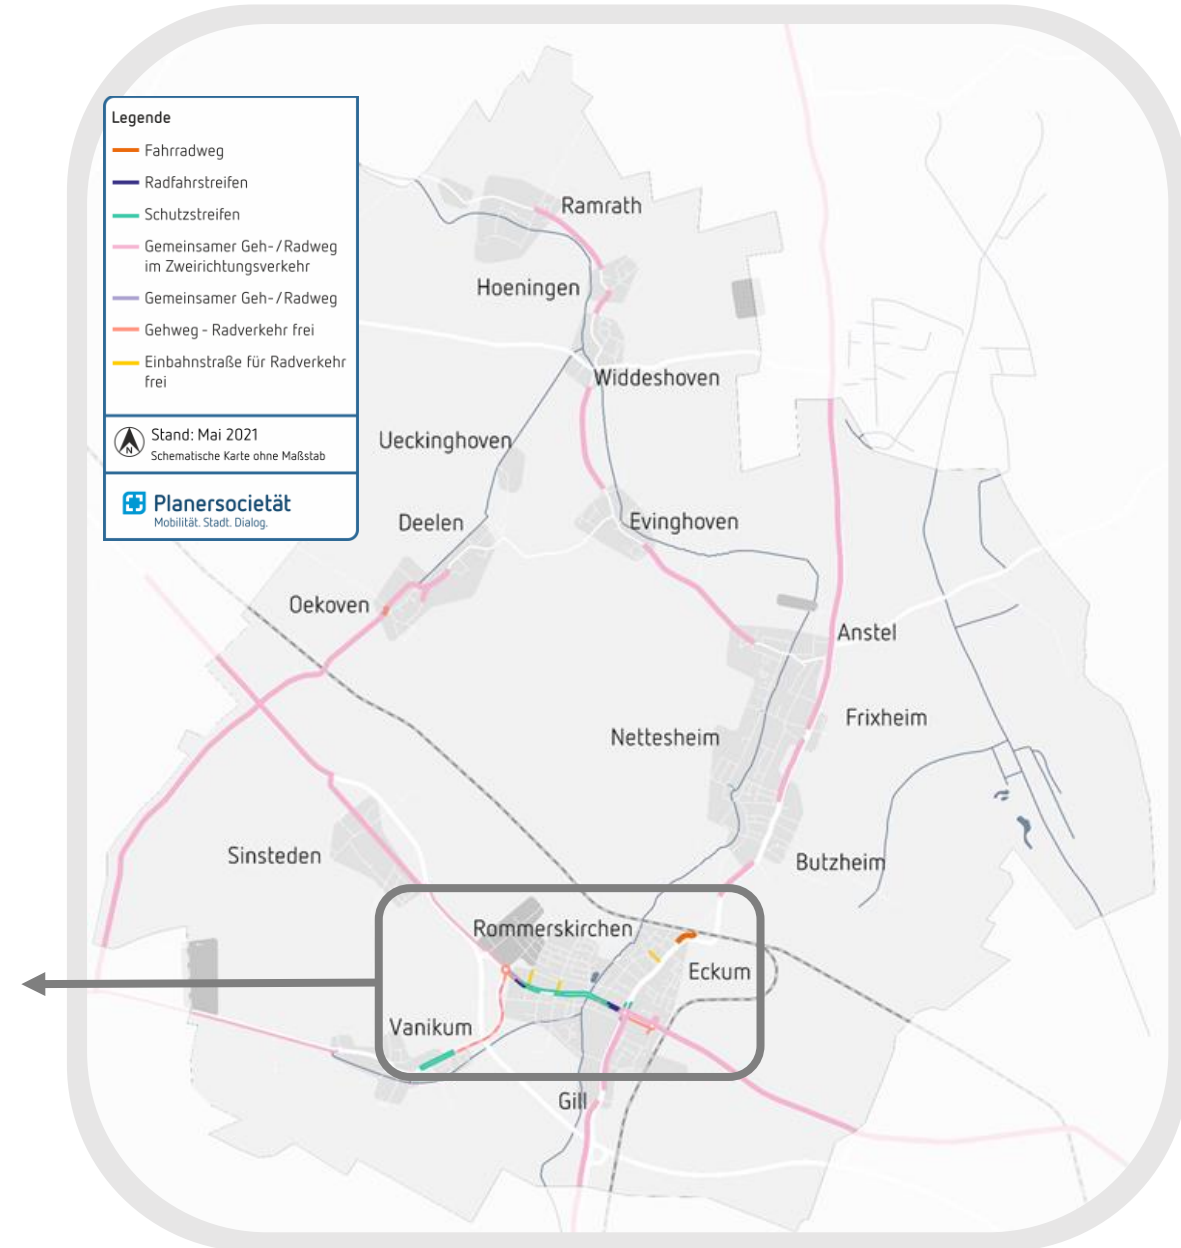 Legende
Fahrradweg
Radfahrstreifen
Schutzstreifen
Gemeinsamer Geh-/Radweg
im Zweirichtungsverkehr
Gemeinsamer Geh-/Radweg
Gehweg - Radverkehr frei
Einbahnstraße für Radverkehr
frei
N
Stand: Mai 2021
Schematische Karte ohne Maßstab
Planersocietät
Mobilität. Stadt. Dialog.
Ramrath
Hoeningen
Widdeshoven
Ueckinghoven
Deelen
Evinghoven
Oekoven
Anstel
Frixheim
Nettesheim
Sinsteden
Butzheim
Rommerskirchen
Eckum
Vanikum
Gill